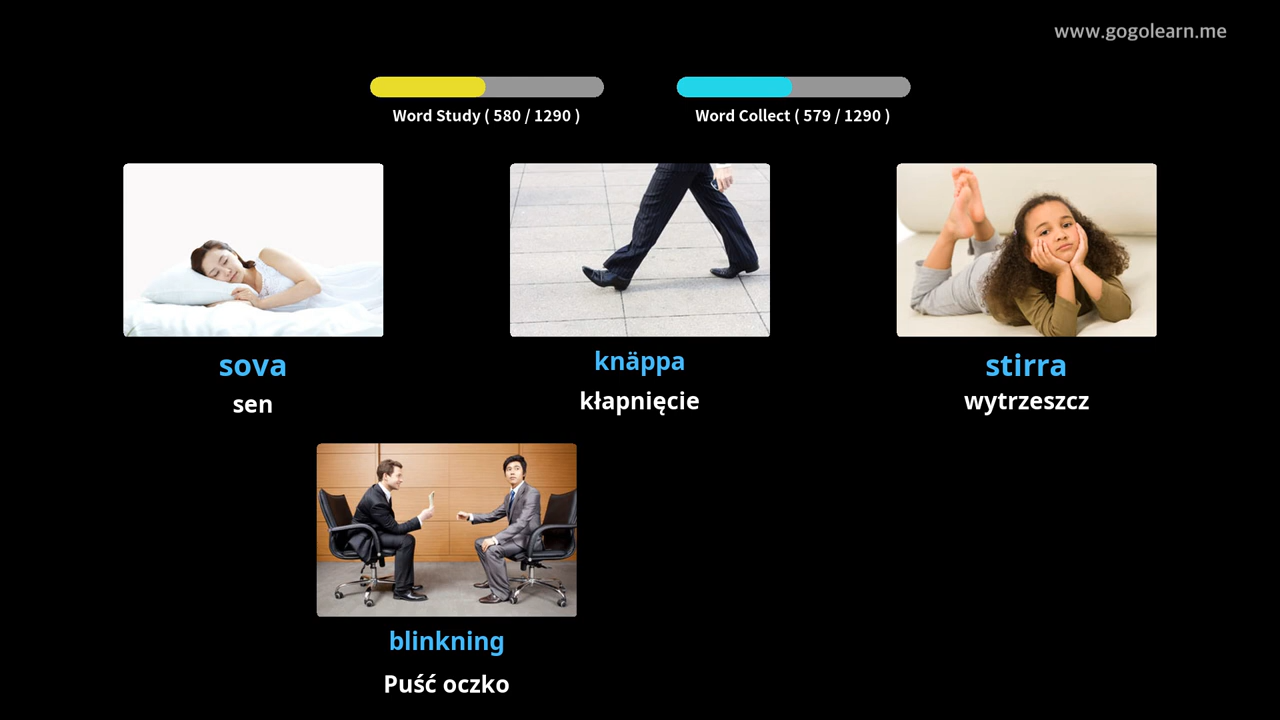 www.gogolearn.me
Word Study ( 580 / 1290 )
Word Collect ( 579 / 1290 )
sova
knäppa
stirra
sen
kłapnięcie
wytrzeszcz
blinkning
Puść oczko